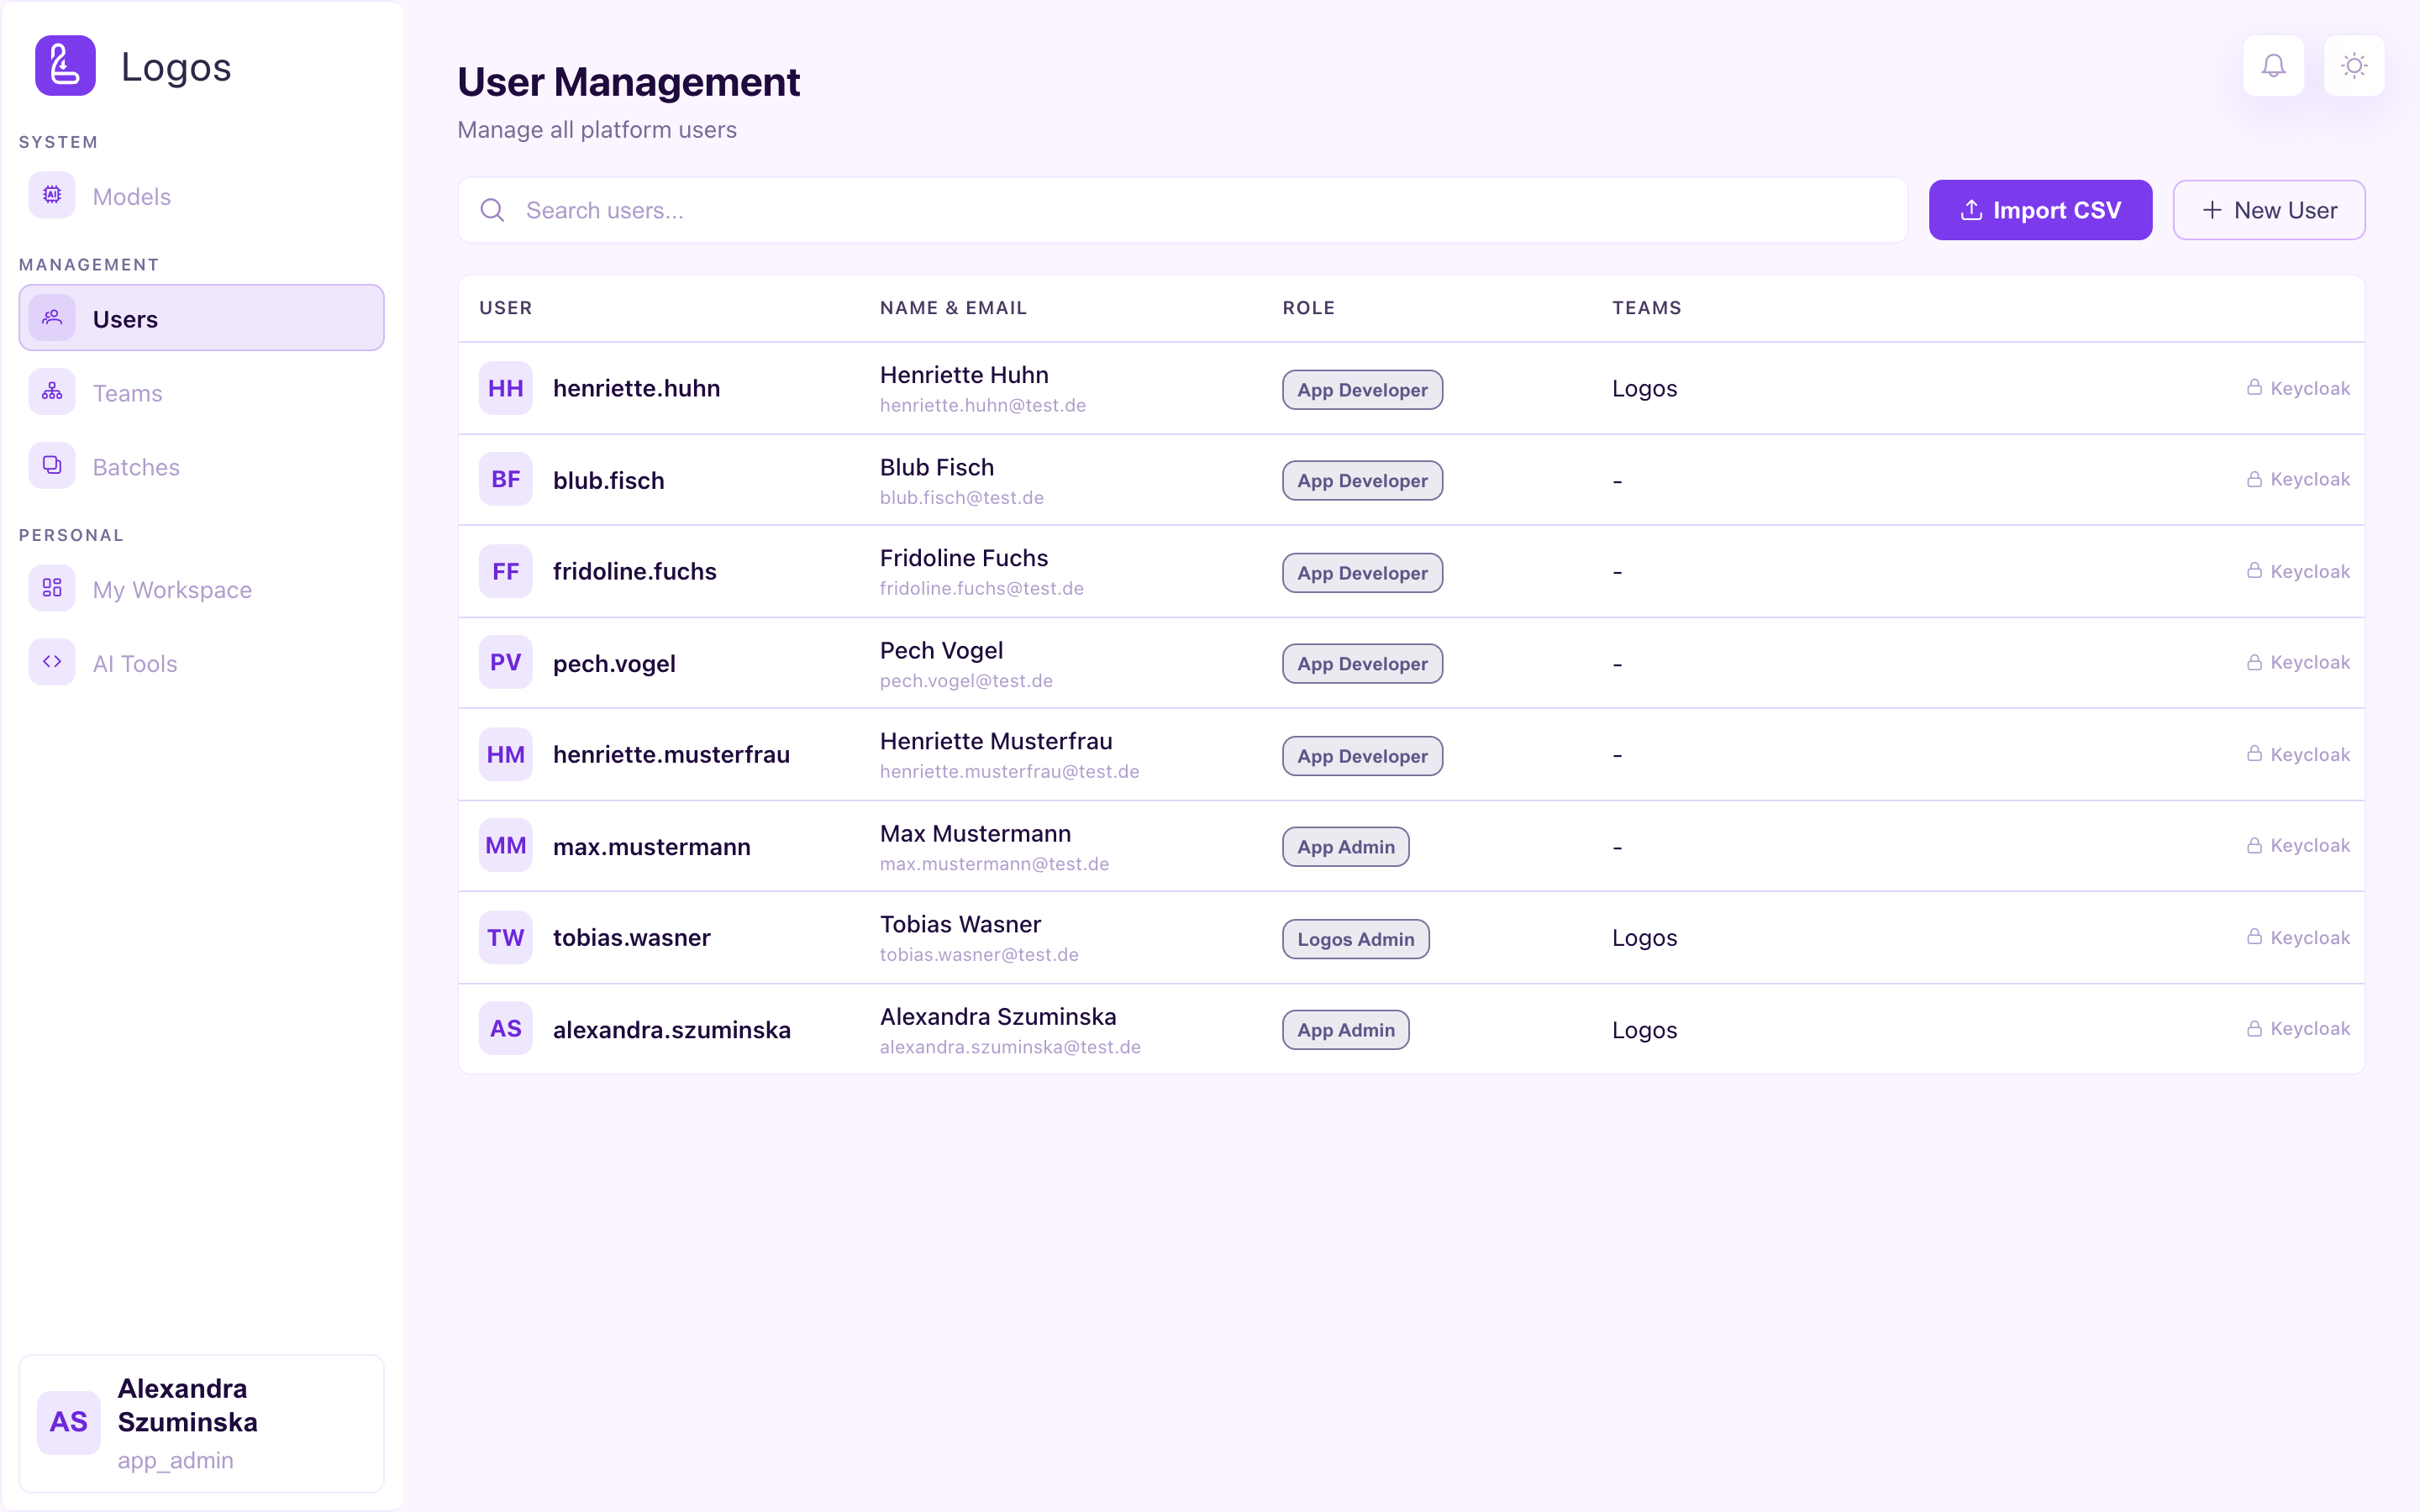 Logos
SYSTEM
Models
MANAGEMENT
Users
Teams
Batches
PERSONAL
My Workspace
AI Tools
AS
Alexandra
Szuminska
app_admin
User Management
Manage all platform users
Search users...
Import CSV
New User
USER NAME & EMAIL ROLE TEAMS
HH henriette.huhn Henriette Huhn App Developer Logos Keycloak
henriette.huhn@test.de
BF blub.fisch Blub Fisch App Developer - Keycloak
blub.fisch@test.de
FF fridoline.fuchs Fridoline Fuchs App Developer - Keycloak
fridoline.fuchs@test.de
PV pech.vogel Pech Vogel App Developer - Keycloak
pech.vogel@test.de
HM henriette.musterfrau Henriette Musterfrau App Developer - Keycloak
henriette.musterfrau@test.de
MM max.mustermann Max Mustermann App Admin - Keycloak
max.mustermann@test.de
TW tobias.wasner Tobias Wasner Logos Admin Logos Keycloak
tobias.wasner@test.de
AS alexandra.szuminska Alexandra Szuminska App Admin Logos Keycloak
alexandra.szuminska@test.de